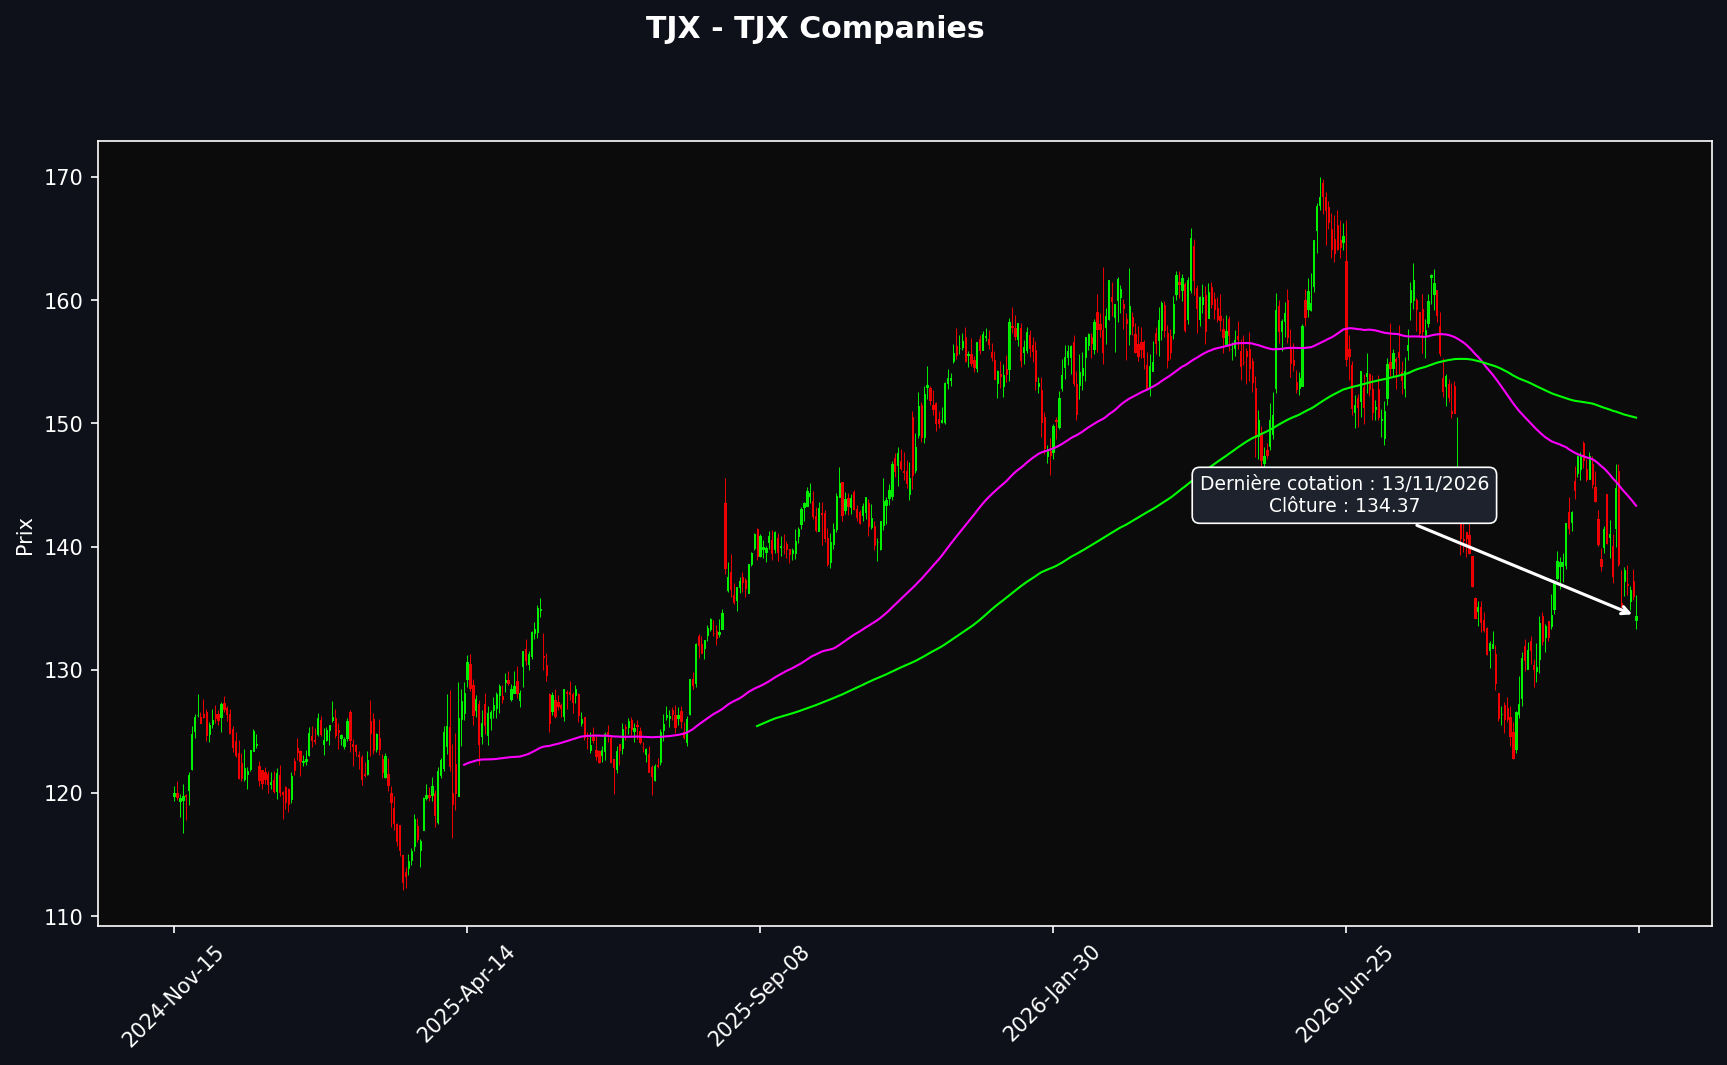 TJX - TJX Companies
Prix
170
160
150
140
130
120
110
Dernière cotation : 13/11/2026
Clôture : 134.37
2024-Nov-15
2025-Apr-14
2025-Sep-08
2026-Jan-30
2026-Jun-25